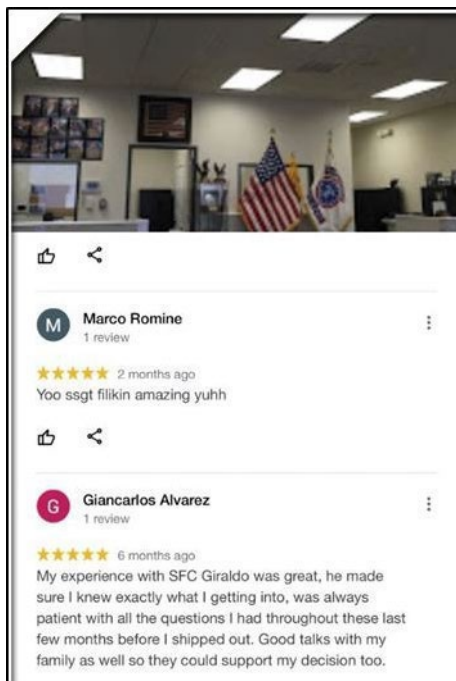 M
Marco Romine
1 review
★★★★★ 2 months ago
Yoo ssgt filikin amazing yuhh
G
Giancarlos Alvarez
1 review
★★★★★ 6 months ago
My experience with SFC Giraldo was great, he made
sure I knew exactly what I getting into, was always
patient with all the questions I had throughout these last
few months before I shipped out. Good talks with my
family as well so they could support my decision too.